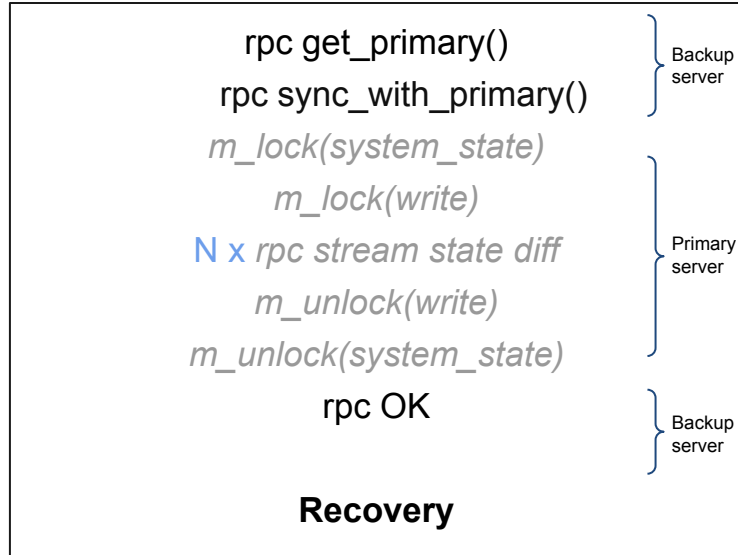 rpc get_primary()
rpc sync_with_primary()
Backup
server
m_lock(system_state)
m_lock(write)
N x rpc stream state diff
m_unlock(write)
m_unlock(system_state)
Primary
server
rpc OK
Backup
server
Recovery